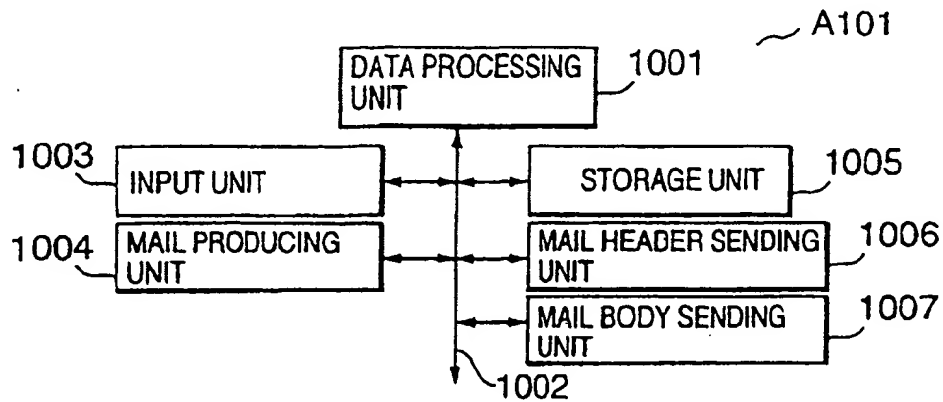 A101
DATA PROCESSING
UNIT
1001
1003
INPUT UNIT
STORAGE UNIT
1005
1004
MAIL PRODUCING
UNIT
MAIL HEADER SENDING
UNIT
1006
MAIL BODY SENDING
UNIT
1007
1002